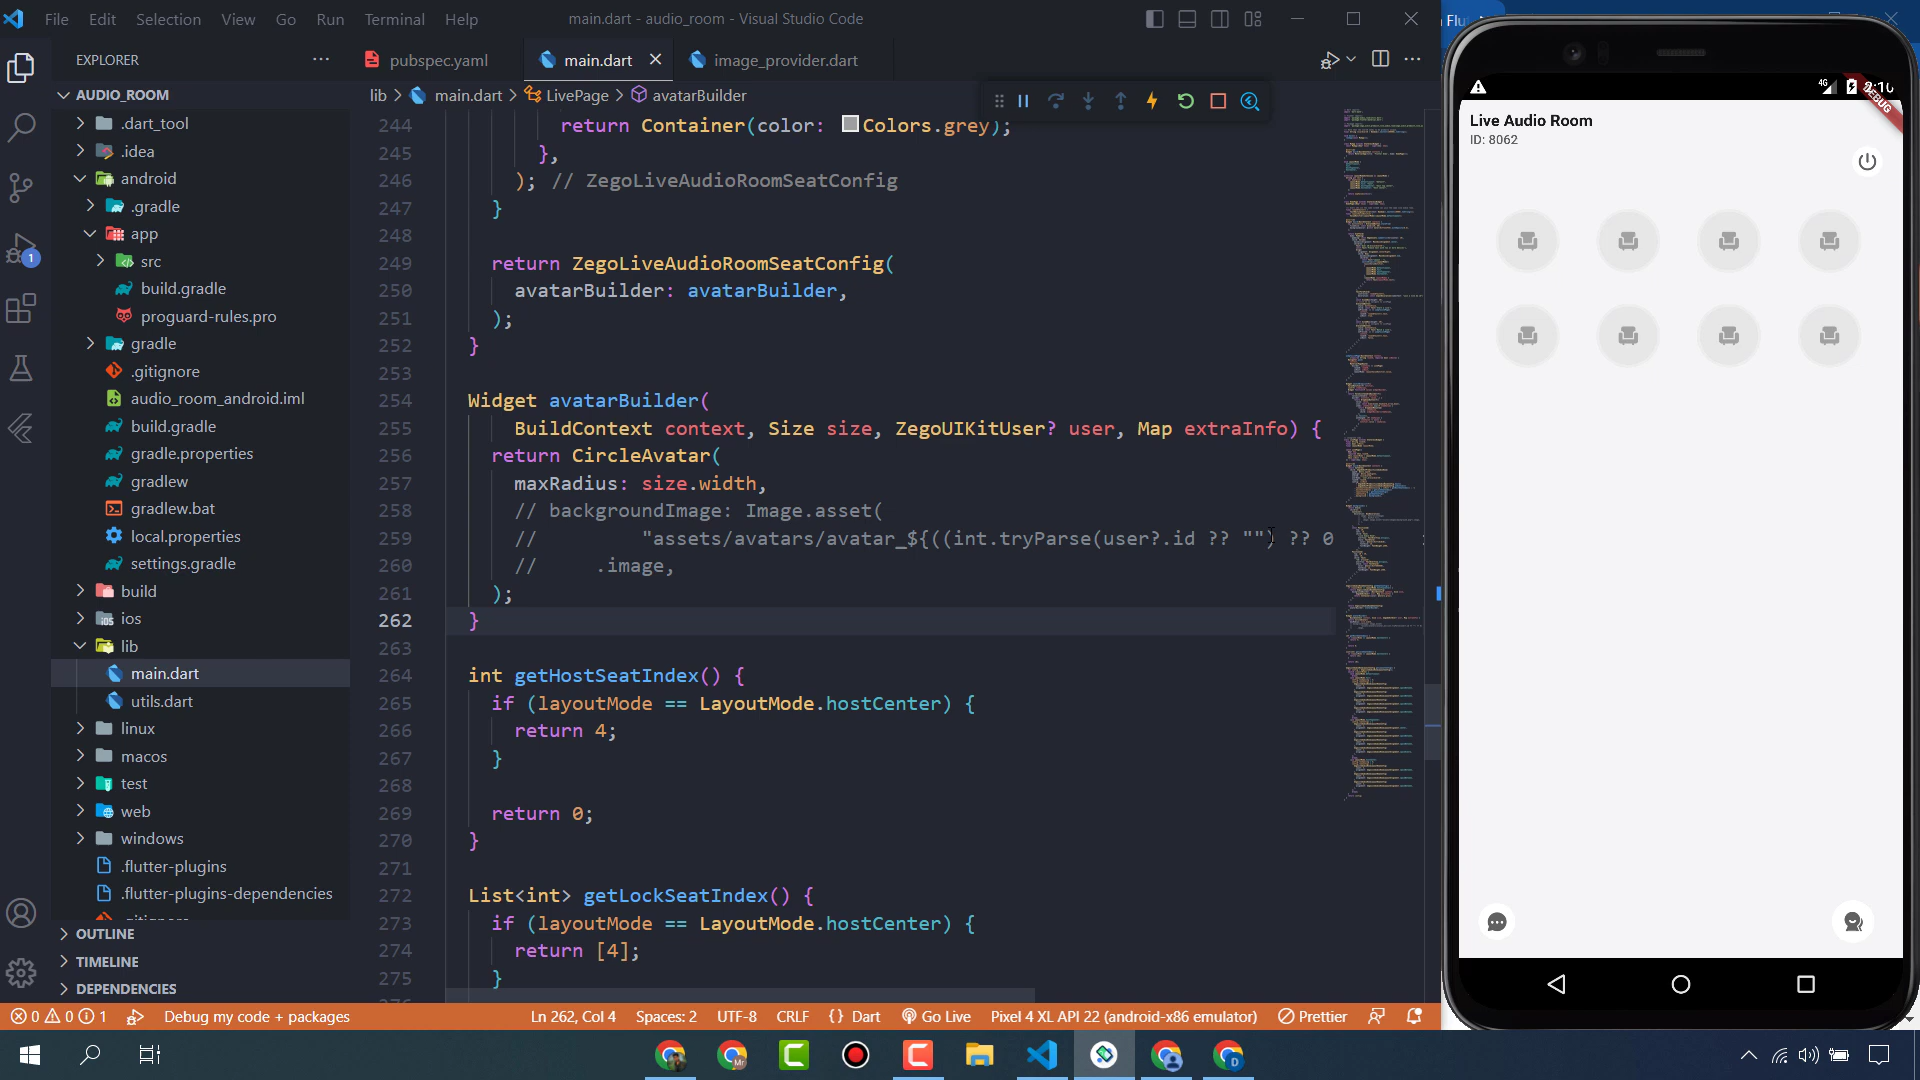 File Edit Selection View Go Run Terminal Help
main.dart - audio_room - Visual Studio Code
EXPLORER
AUDIO_ROOM
.dart_tool
.idea
android
.gradle
app
src
build.gradle
proguard-rules.pro
gradle
.gitignore
audio_room_android.iml
build.gradle
gradle.properties
gradlew
gradlew.bat
local.properties
settings.gradle
build
ios
lib
main.dart
utils.dart
linux
macos
test
web
windows
.flutter-plugins
.flutter-plugins-dependencies
.gitignore
OUTLINE
TIMELINE
DEPENDENCIES
1
pubspec.yaml main.dart image_provider.dart
lib > main.dart > LivePage > avatarBuilder
244 return Container(color: Colors.grey);
245 },
246 ); // ZegoLiveAudioRoomSeatConfig
247 }
248
249 return ZegoLiveAudioRoomSeatConfig(
250 avatarBuilder: avatarBuilder,
251 );
252 }
253
254 Widget avatarBuilder(
255 BuildContext context, Size size, ZegoUIKitUser? user, Map extraInfo) {
256 return CircleAvatar(
257 maxRadius: size.width,
258 // backgroundImage: Image.asset(
259 // "assets/avatars/avatar_${((int.tryParse(user?.id ?? "") ?? 0
260 // .image,
261 );
262 }
263
264 int getHostSeatIndex() {
265 if (layoutMode == LayoutMode.hostCenter) {
266 return 4;
267 }
268
269 return 0;
270 }
271
272 List<int> getLockSeatIndex() {
273 if (layoutMode == LayoutMode.hostCenter) {
274 return [4];
275 }
0 0 1 Debug my code + packages Ln 262, Col 4 Spaces: 2 UTF-8 CRLF {} Dart Go Live Pixel 4 XL API 22 (android-x86 emulator) Prettier
Flu
4G
DEBUG
Live Audio Room
ID: 8062